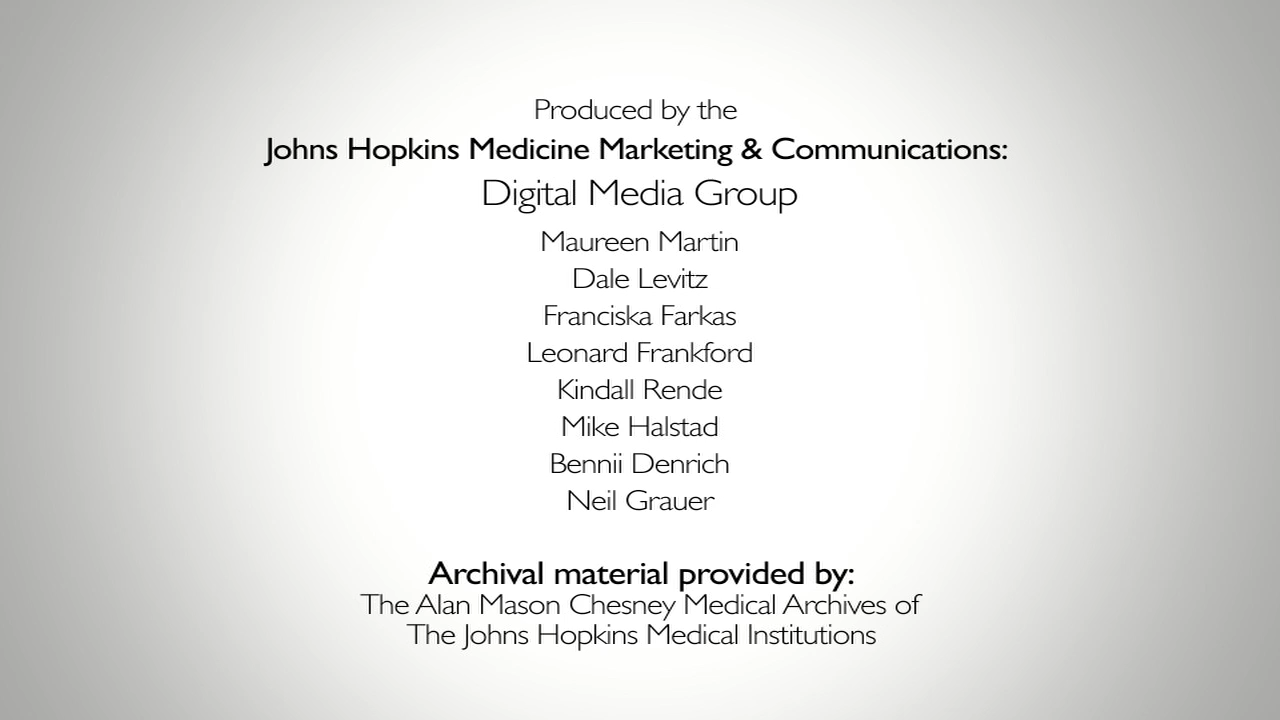 Produced by the
Johns Hopkins Medicine Marketing & Communications:
Digital Media Group
Maureen Martin
Dale Levitz
Franciska Farkas
Leonard Frankford
Kindall Rende
Mike Halstad
Bennii Denrich
Neil Grauer
Archival material provided by:
The Alan Mason Chesney Medical Archives of
The Johns Hopkins Medical Institutions